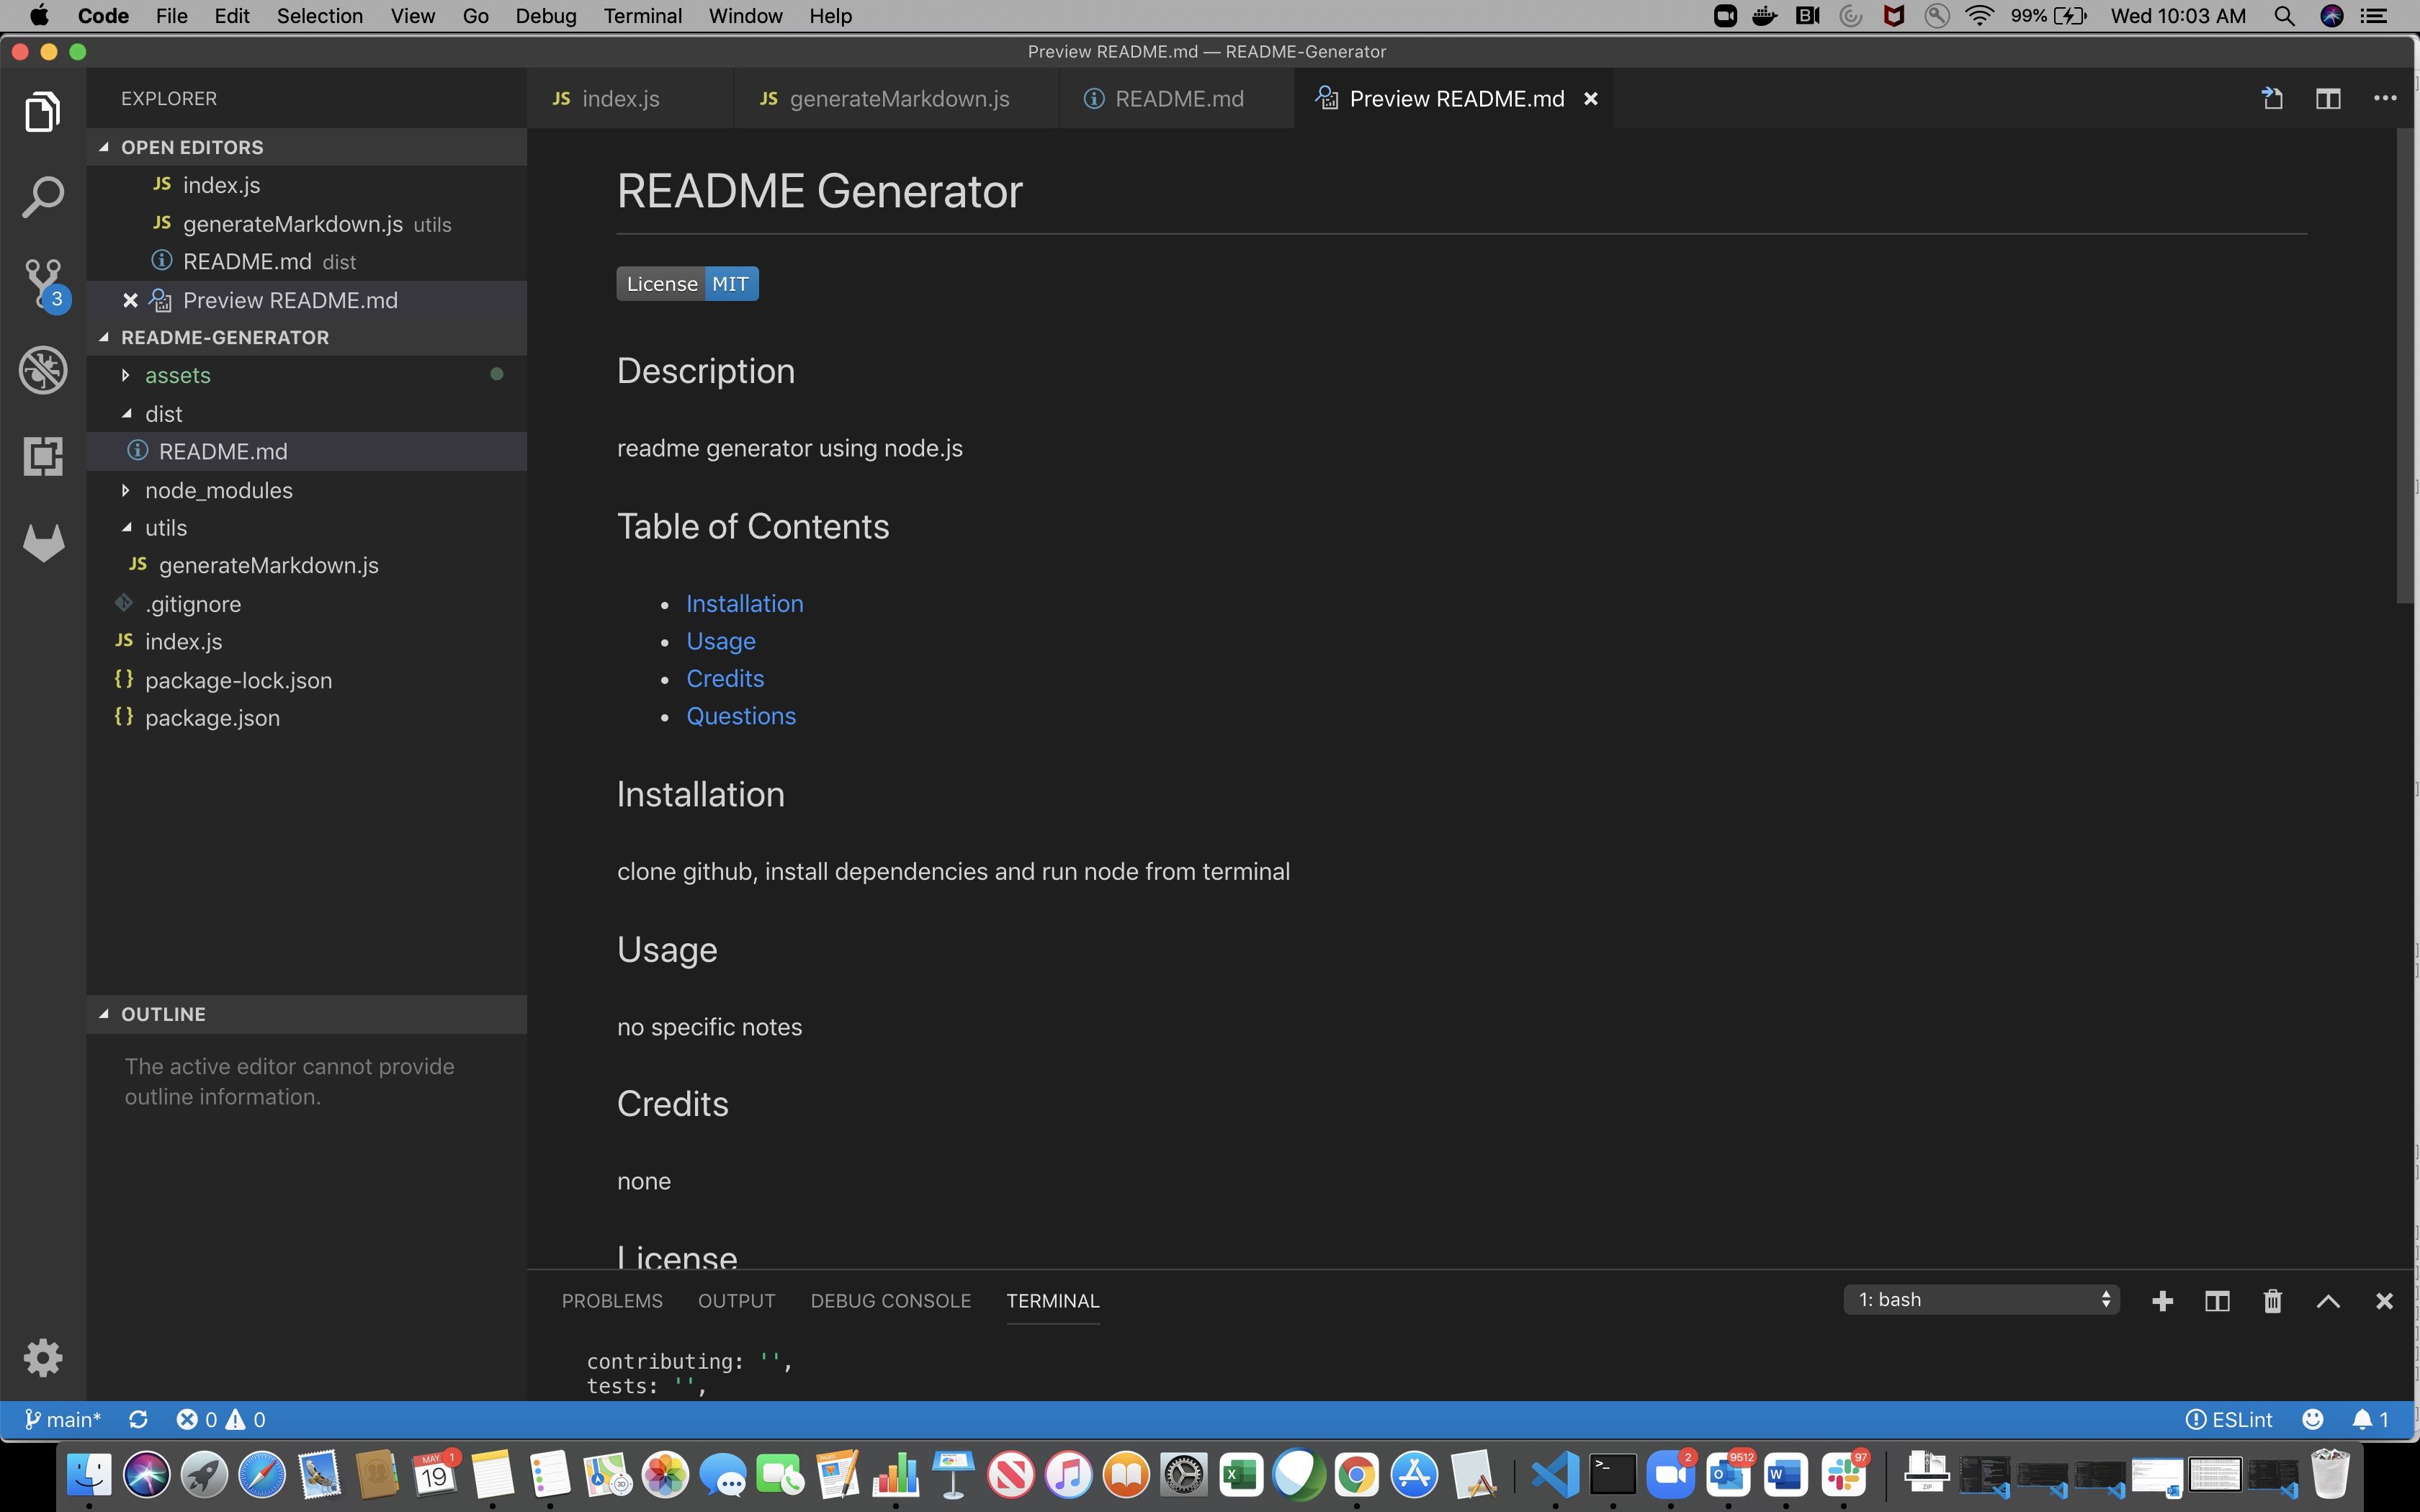 Code File Edit Selection View Go Debug Terminal Window Help 99% Wed 10:03 AM
Preview README.md — README-Generator
EXPLORER
OPEN EDITORS
JS index.js
JS generateMarkdown.js utils
README.md dist
Preview README.md
README-GENERATOR
assets
dist
README.md
node_modules
utils
JS generateMarkdown.js
.gitignore
JS index.js
{} package-lock.json
{} package.json
OUTLINE
The active editor cannot provide
outline information.
3
JS index.js JS generateMarkdown.js README.md Preview README.md
README Generator
License MIT
Description
readme generator using node.js
Table of Contents
• Installation
• Usage
• Credits
• Questions
Installation
clone github, install dependencies and run node from terminal
Usage
no specific notes
Credits
none
License
PROBLEMS OUTPUT DEBUG CONSOLE TERMINAL 1: bash
contributing: '',
tests: '',
main* 0 0 ESLint 1
MAY 19 1 2 9512 97